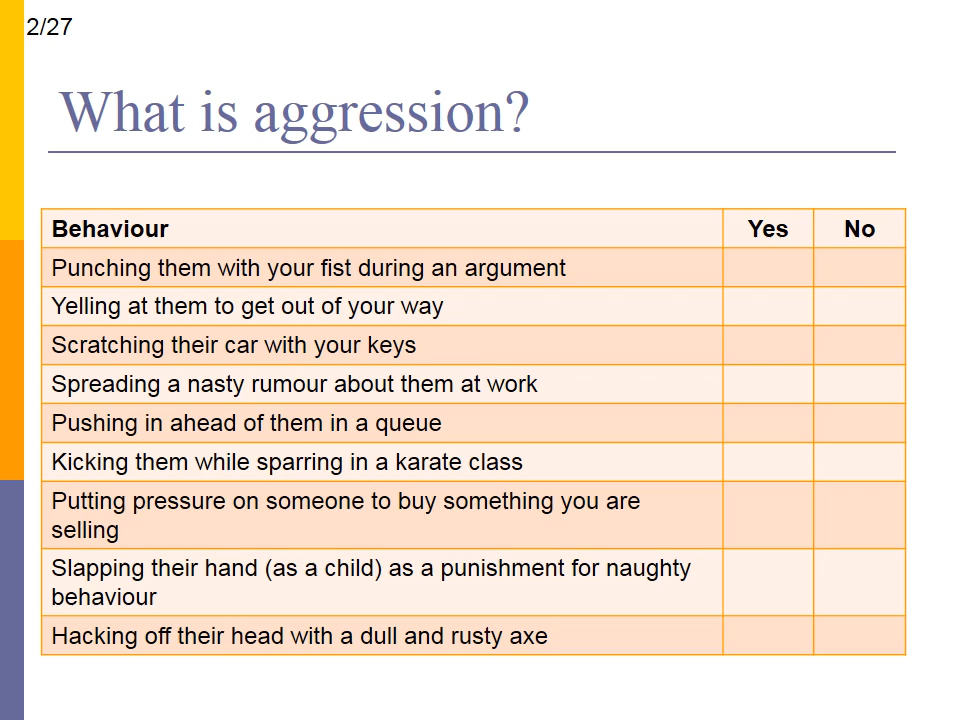 2/27
What is aggression?
Behaviour Yes No
Punching them with your fist during an argument
Yelling at them to get out of your way
Scratching their car with your keys
Spreading a nasty rumour about them at work
Pushing in ahead of them in a queue
Kicking them while sparring in a karate class
Putting pressure on someone to buy something you are
selling
Slapping their hand (as a child) as a punishment for naughty
behaviour
Hacking off their head with a dull and rusty axe